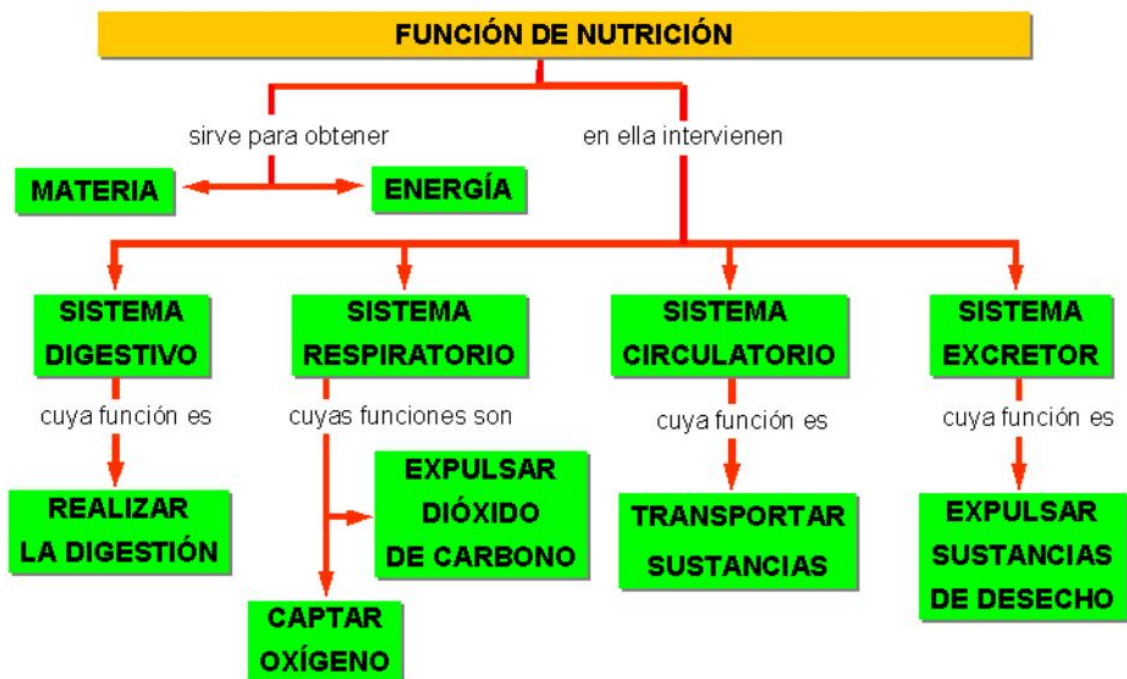 FUNCIÓN DE NUTRICIÓN
sirve para obtener
en ella intervienen
MATERIA
ENERGÍA
SISTEMA
DIGESTIVO
SISTEMA
RESPIRATORIO
SISTEMA
CIRCULATORIO
SISTEMA
EXCRETOR
cuya función es
cuyas funciones son
cuya función es
cuya función es
REALIZAR
LA DIGESTIÓN
EXPULSAR
DIÓXIDO
DE CARBONO
CAPTAR
OXÍGENO
TRANSPORTAR
SUSTANCIAS
EXPULSAR
SUSTANCIAS
DE DESECHO